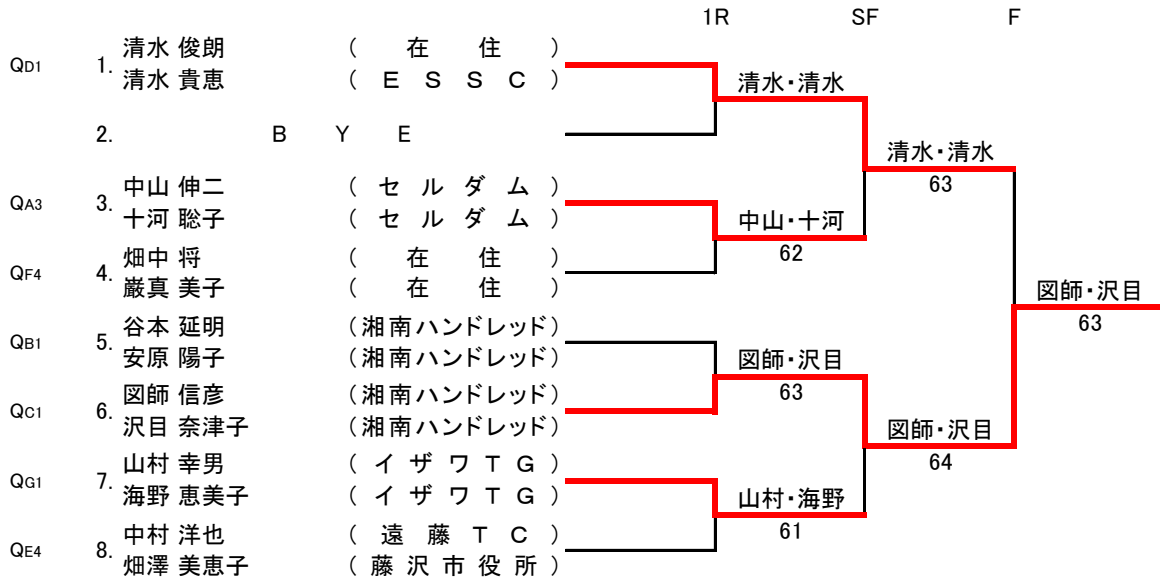 1R SF F
清水 俊朗 ( 在 住 )
QD1 1.
清水 貴恵 ( E S S C )
清水・清水
2. B Y E
清水・清水
63
中山 伸二 ( セ ル ダ ム )
QA3 3.
十河 聡子 ( セ ル ダ ム )
中山・十河
62
畑中 将 ( 在 住 )
QF4 4.
巌真 美子 ( 在 住 )
図師・沢目
63
谷本 延明 (湘南ハンドレッド)
QB1 5.
安原 陽子 (湘南ハンドレッド)
図師・沢目
63
図師 信彦 (湘南ハンドレッド)
QC1 6.
沢目 奈津子 (湘南ハンドレッド)
図師・沢目
64
山村 幸男 ( イ ザ ワ T G )
QG1 7.
海野 恵美子 ( イ ザ ワ T G )
山村・海野
61
中村 洋也 ( 遠 藤 T C )
QE4 8.
畑澤 美恵子 ( 藤 沢 市 役 所 )